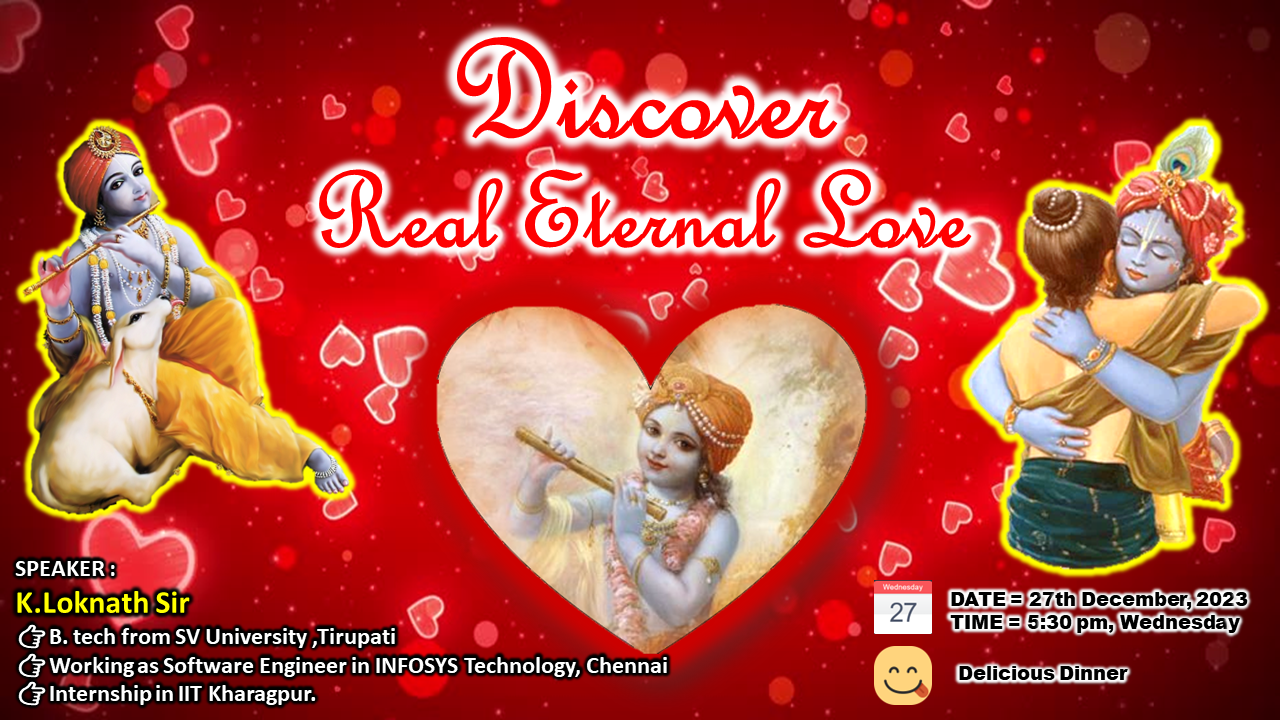 Discover
Real Eternal Love
SPEAKER :
K.Loknath Sir
B. tech from SV University ,Tirupati
Working as Software Engineer in INFOSYS Technology, Chennai
Internship in IIT Kharagpur.
Wednesday
27
DATE = 27th December, 2023
TIME = 5:30 pm, Wednesday
Delicious Dinner